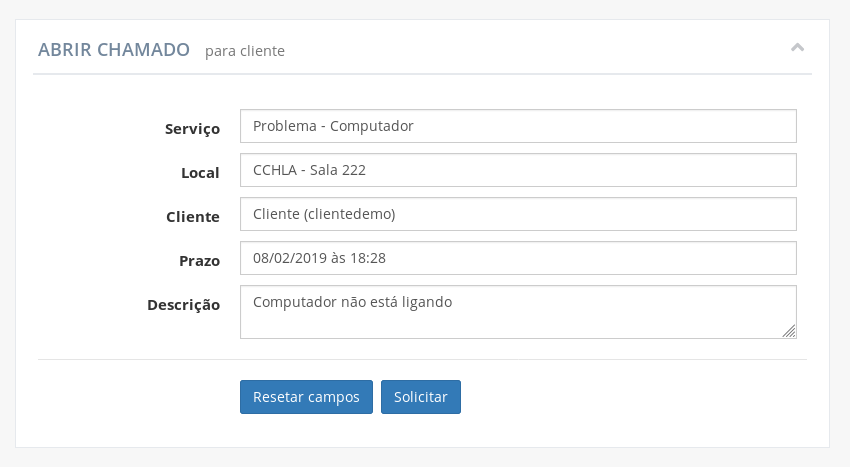 ABRIR CHAMADO para cliente
Serviço Problema - Computador
Local CCHLA - Sala 222
Cliente Cliente (clientedemo)
Prazo 08/02/2019 às 18:28
Descrição Computador não está ligando
Resetar campos Solicitar